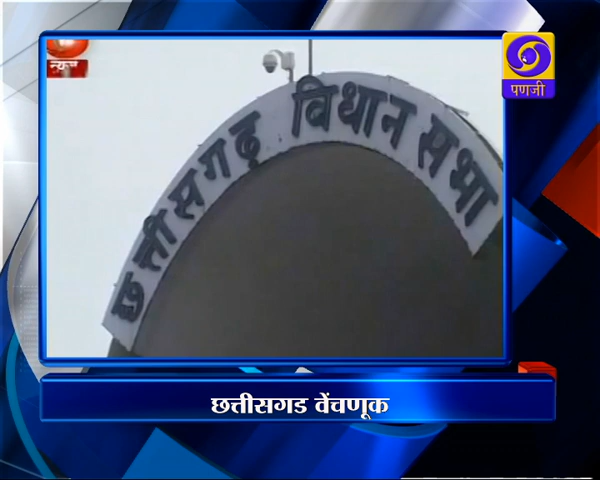 न्यूज़
पणजी
छत्तीसगढ़ विधान सभा
छत्तीसगड वेंचणूक